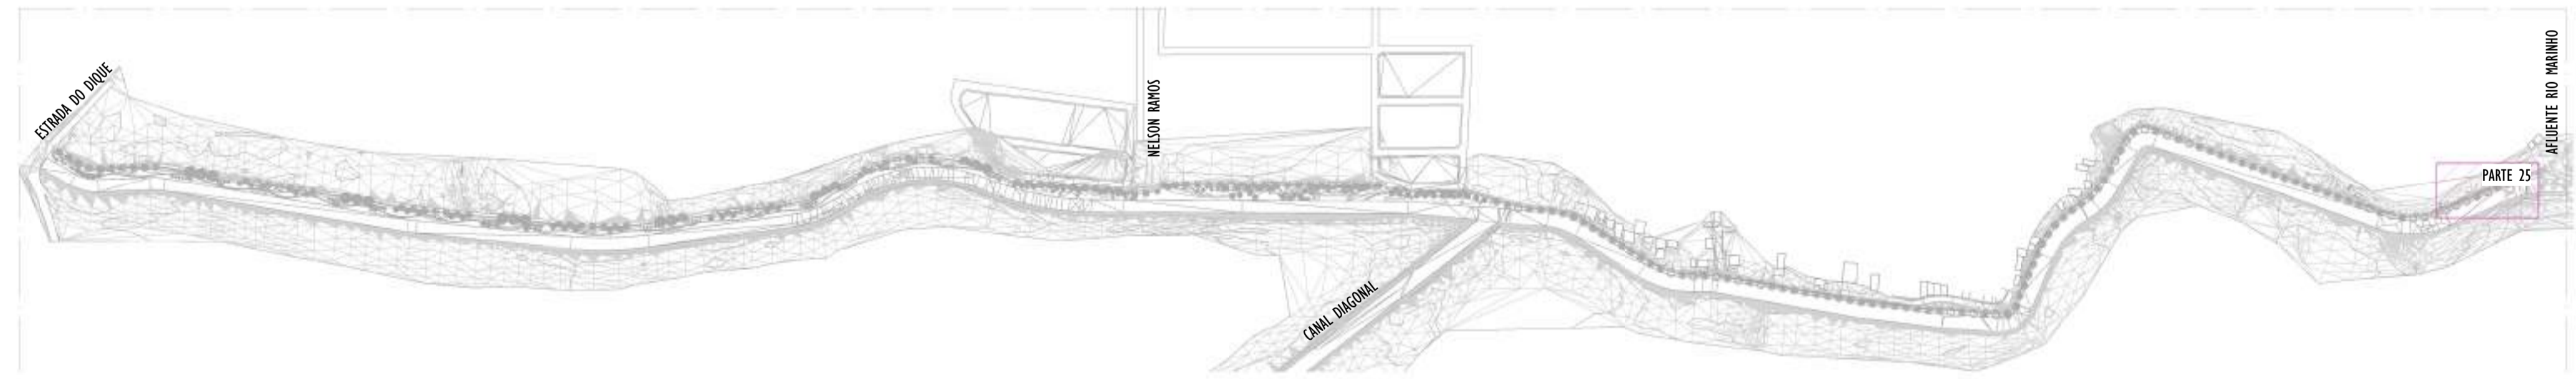 ESTRADA DO DIQUE
NELSON RAMOS
CANAL DIAGONAL
PARTE 25
AFLUENTE RIO MARINHO